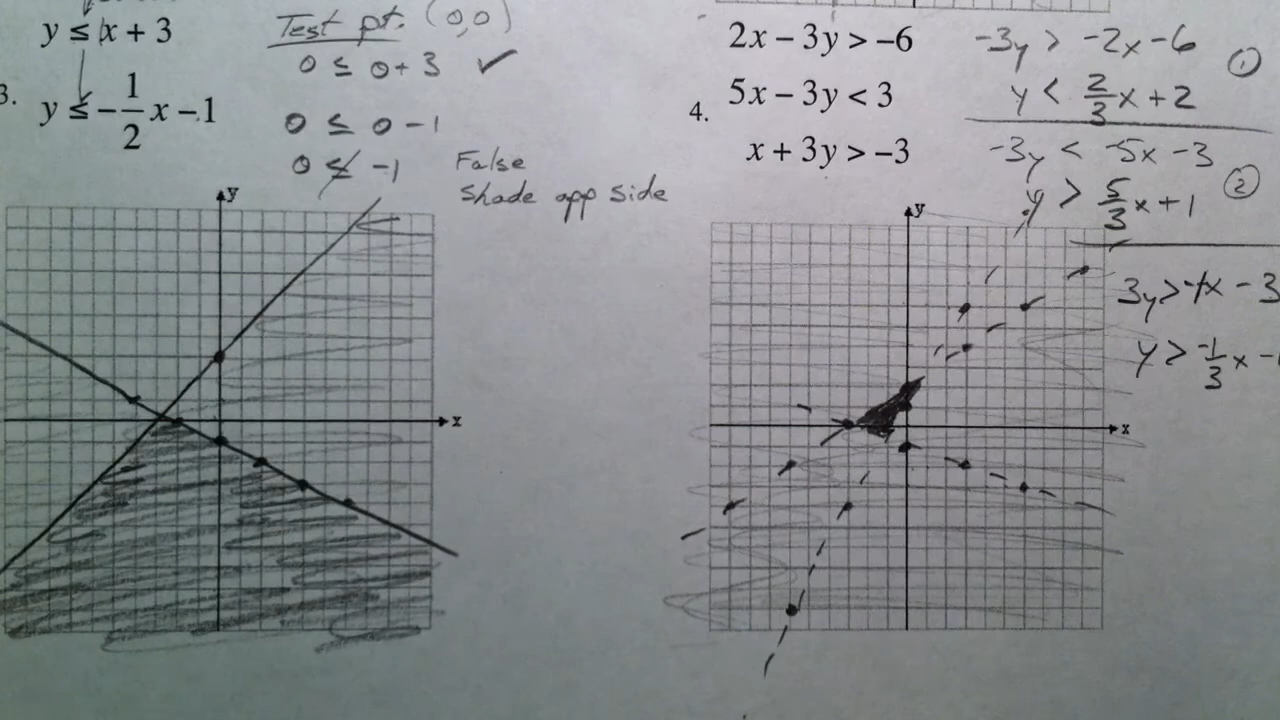 y ≤ x + 3
3. y ≤ -1/2 x - 1
Test pt. (0,0)
0 ≤ 0 + 3 ✓
0 ≤ 0 - 1
0 ≰ -1 False
Shade opp side
y
x
4. 2x - 3y > -6
5x - 3y < 3
x + 3y > -3
-3y > -2x - 6 ①
y < 2/3 x + 2
-3y < -5x - 3 ②
y > 5/3 x + 1
3y > -1x - 3
y > -1/3 x - 1
y
x